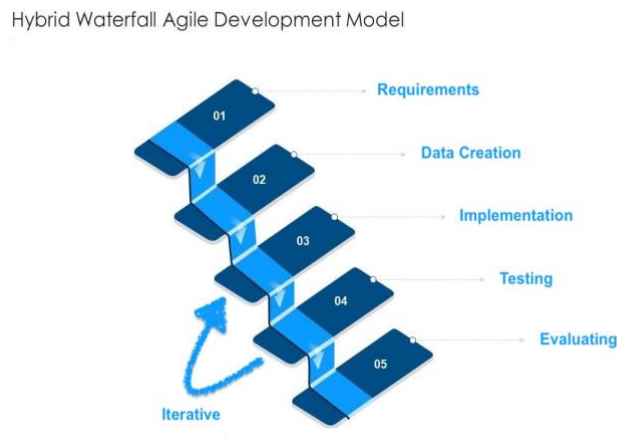 Hybrid Waterfall Agile Development Model
01
Requirements
02
Data Creation
03
Implementation
04
Testing
05
Evaluating
Iterative